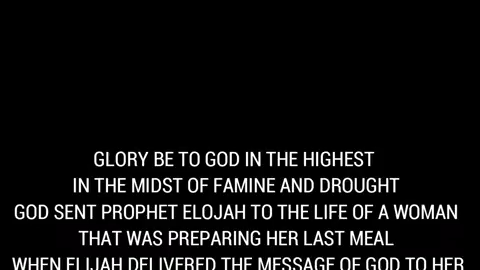 GLORY BE TO GOD IN THE HIGHEST
IN THE MIDST OF FAMINE AND DROUGHT
GOD SENT PROPHET ELOJAH TO THE LIFE OF A WOMAN
THAT WAS PREPARING HER LAST MEAL
WHEN ELIJAH DELIVERED THE MESSAGE OF GOD TO HER